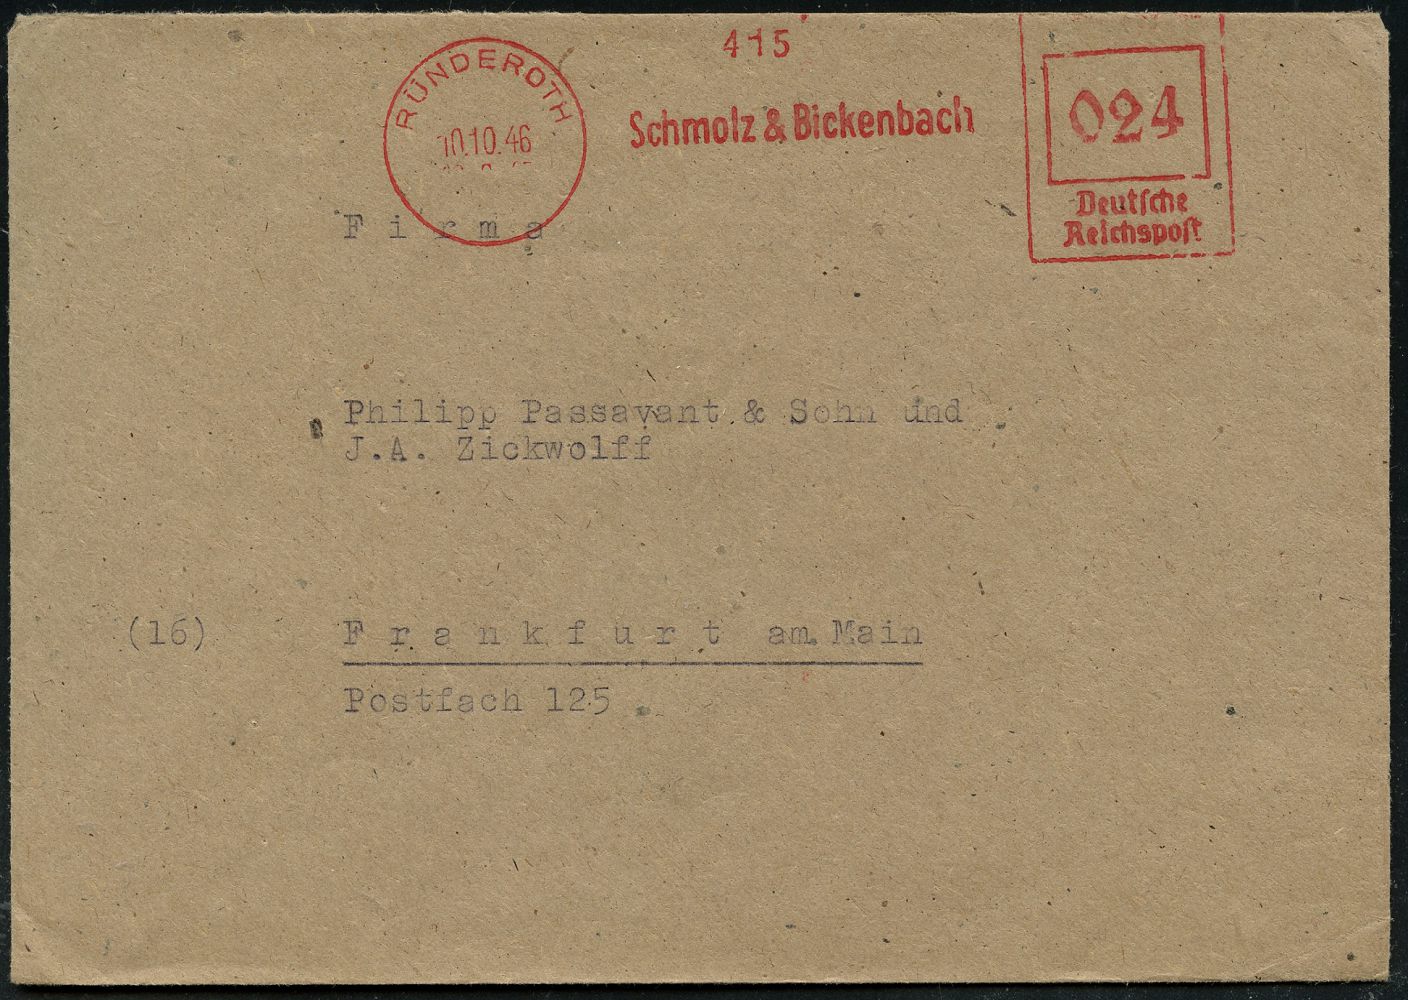 415
RÜNDEROTH
10.10.46
Schmolz & Bickenbach
024
Deutsche
Reichspost
Firma
Philipp Passavant & Sohn und
J.A. Zickwolff
(16) Frankfurt am Main
Postfach 125